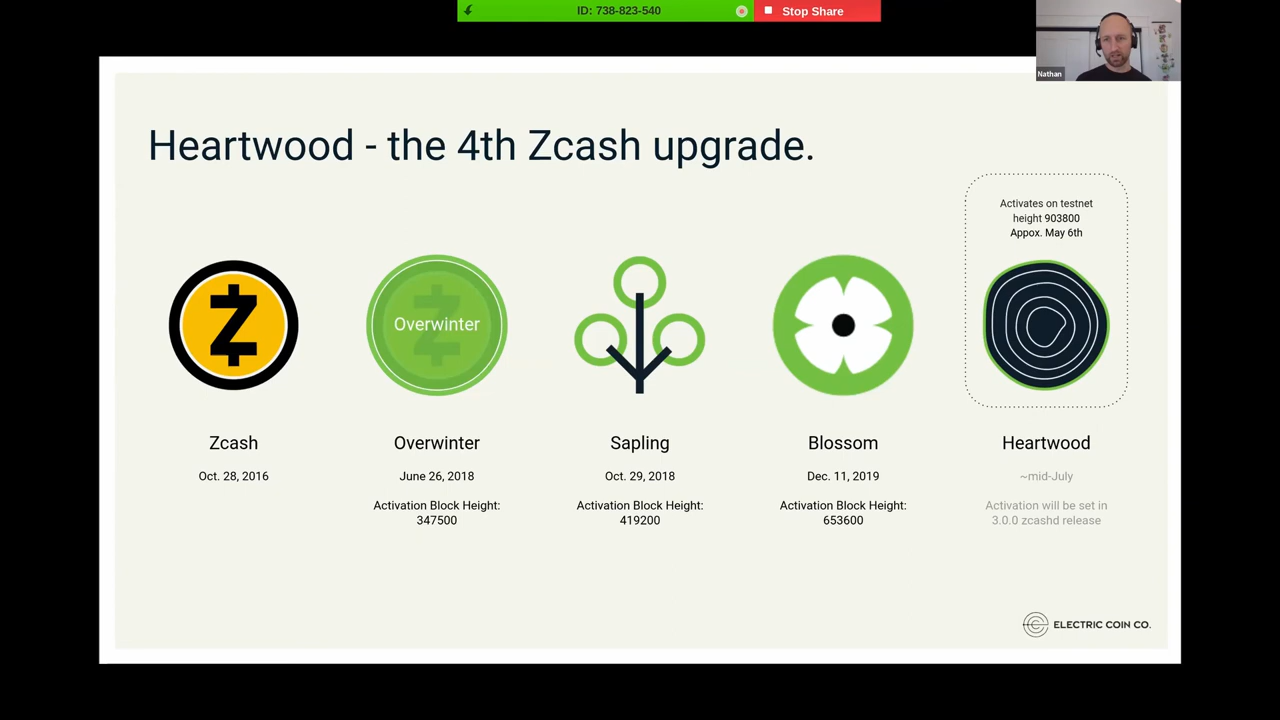 ID: 738-823-540
Stop Share
Nathan
Heartwood - the 4th Zcash upgrade.
Activates on testnet
height 903800
Appox. May 6th
Overwinter
Zcash
Oct. 28, 2016
Overwinter
June 26, 2018
Activation Block Height:
347500
Sapling
Oct. 29, 2018
Activation Block Height:
419200
Blossom
Dec. 11, 2019
Activation Block Height:
653600
Heartwood
~mid-July
Activation will be set in
3.0.0 zcashd release
ELECTRIC COIN CO.